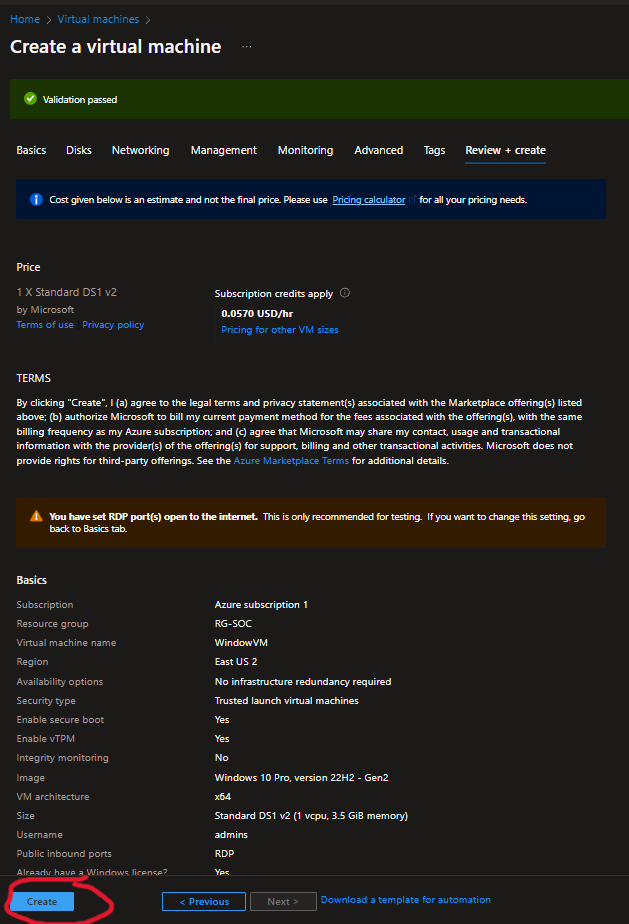 Home > Virtual machines >
Create a virtual machine ...
Validation passed
Basics Disks Networking Management Monitoring Advanced Tags Review + create
Cost given below is an estimate and not the final price. Please use Pricing calculator for all your pricing needs.
Price
1 X Standard DS1 v2
by Microsoft
Terms of use | Privacy policy
Subscription credits apply
0.0570 USD/hr
Pricing for other VM sizes
TERMS
By clicking "Create", I (a) agree to the legal terms and privacy statement(s) associated with the Marketplace offering(s) listed
above; (b) authorize Microsoft to bill my current payment method for the fees associated with the offering(s), with the same
billing frequency as my Azure subscription; and (c) agree that Microsoft may share my contact, usage and transactional
information with the provider(s) of the offering(s) for support, billing and other transactional activities. Microsoft does not
provide rights for third-party offerings. See the Azure Marketplace Terms for additional details.
You have set RDP port(s) open to the internet. This is only recommended for testing. If you want to change this setting, go
back to Basics tab.
Basics
Subscription Azure subscription 1
Resource group RG-SOC
Virtual machine name WindowVM
Region East US 2
Availability options No infrastructure redundancy required
Security type Trusted launch virtual machines
Enable secure boot Yes
Enable vTPM Yes
Integrity monitoring No
Image Windows 10 Pro, version 22H2 - Gen2
VM architecture x64
Size Standard DS1 v2 (1 vcpu, 3.5 GiB memory)
Username admins
Public inbound ports RDP
Already have a Windows license? Yes
Create < Previous Next > Download a template for automation